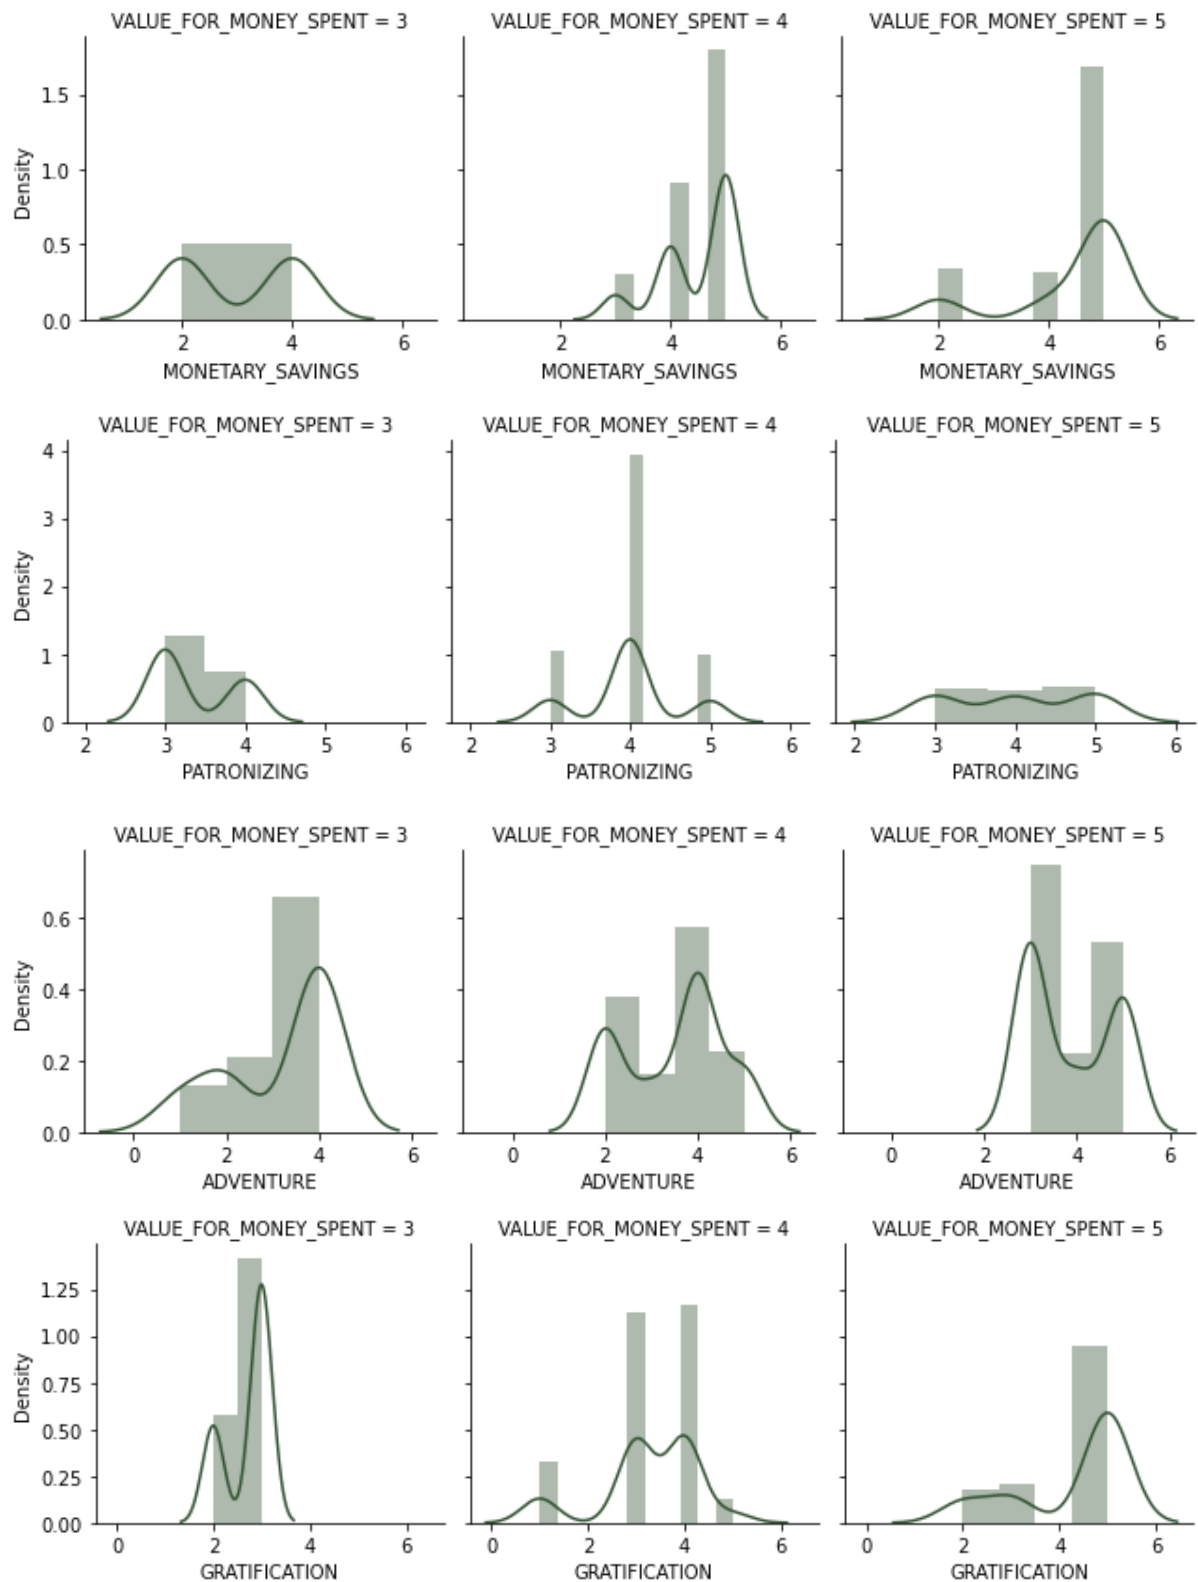 VALUE_FOR_MONEY_SPENT = 3 VALUE_FOR_MONEY_SPENT = 4 VALUE_FOR_MONEY_SPENT = 5
1.5
1.0
0.5
0.0
Density
2 4 6 2 4 6 2 4 6
MONETARY_SAVINGS MONETARY_SAVINGS MONETARY_SAVINGS
VALUE_FOR_MONEY_SPENT = 3 VALUE_FOR_MONEY_SPENT = 4 VALUE_FOR_MONEY_SPENT = 5
4
3
2
1
0
Density
2 3 4 5 6 2 3 4 5 6 2 3 4 5 6
PATRONIZING PATRONIZING PATRONIZING
VALUE_FOR_MONEY_SPENT = 3 VALUE_FOR_MONEY_SPENT = 4 VALUE_FOR_MONEY_SPENT = 5
0.6
0.4
0.2
0.0
Density
0 2 4 6 0 2 4 6 0 2 4 6
ADVENTURE ADVENTURE ADVENTURE
VALUE_FOR_MONEY_SPENT = 3 VALUE_FOR_MONEY_SPENT = 4 VALUE_FOR_MONEY_SPENT = 5
1.25
1.00
0.75
0.50
0.25
0.00
Density
0 2 4 6 0 2 4 6 0 2 4 6
GRATIFICATION GRATIFICATION GRATIFICATION